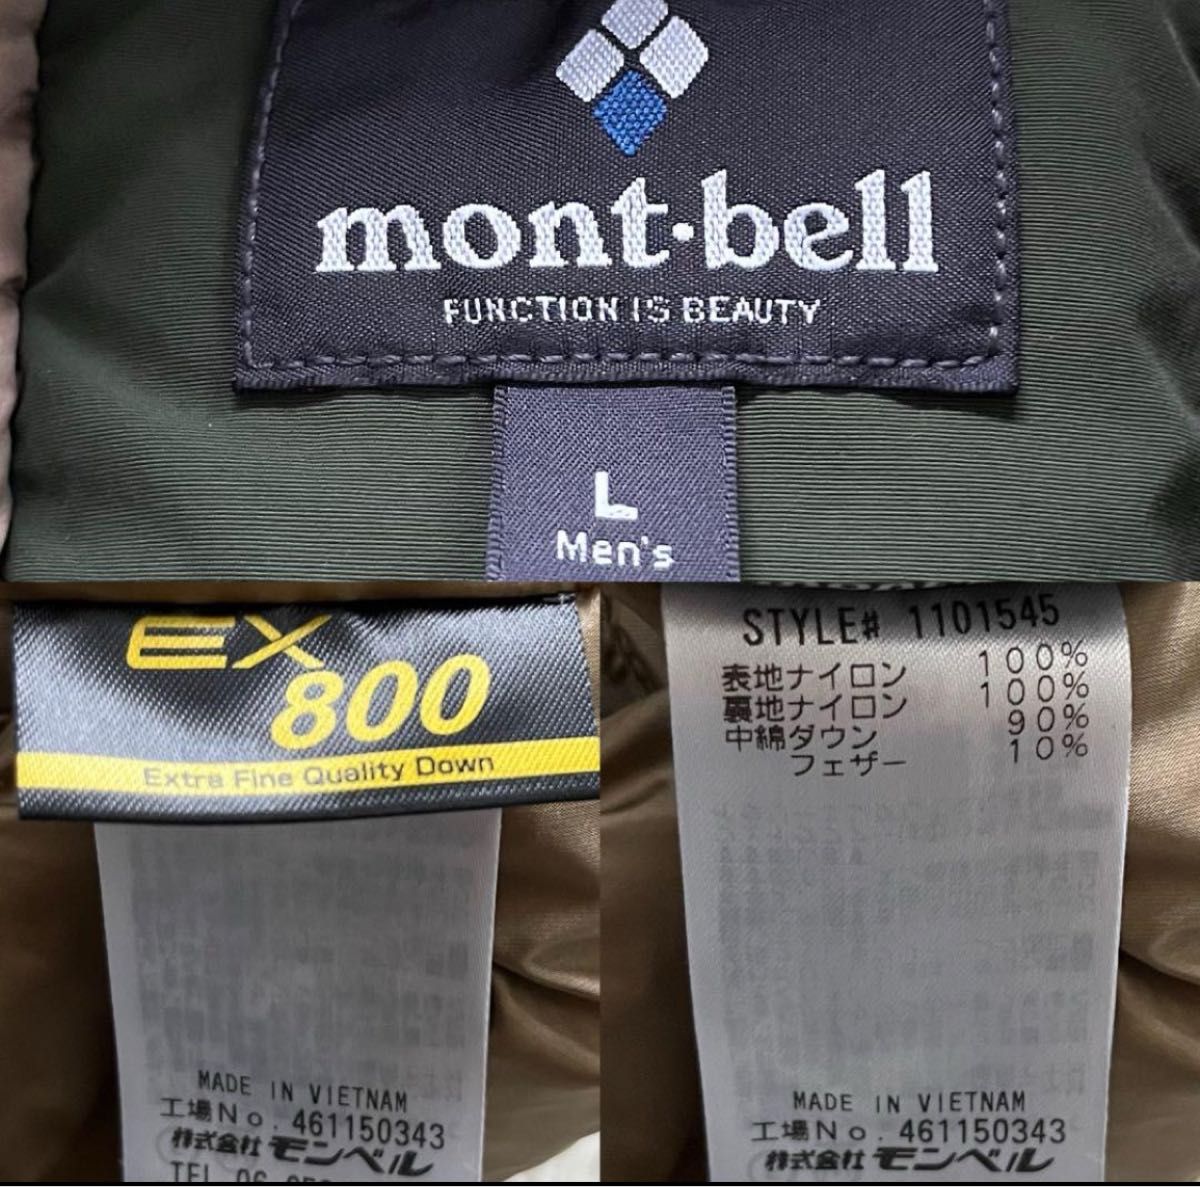 mont·bell
FUNCTION IS BEAUTY
L
Men's
EX
800
Extra Fine Quality Down
MADE IN VIETNAM
工場No. 461150343
株式会社 モンベル
TEL 06
STYLE# 1101545
表地ナイロン 100%
裏地ナイロン 100%
中綿ダウン 90%
フェザー 10%
MADE IN VIETNAM
工場No. 461150343
株式会社 モンベル